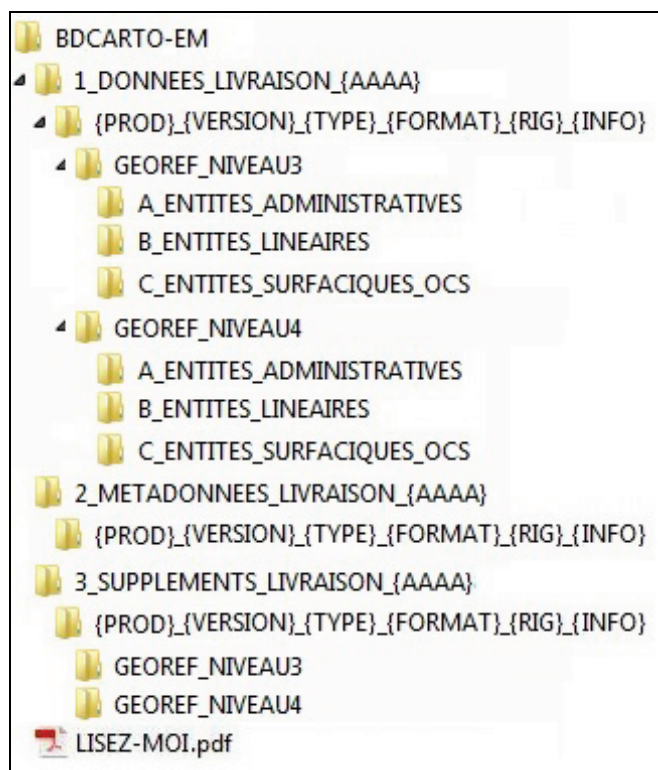 BDCARTO-EM
1_DONNEES_LIVRAISON_{AAAA}
{PROD}_{VERSION}_{TYPE}_{FORMAT}_{RIG}_{INFO}
GEOREF_NIVEAU3
A_ENTITES_ADMINISTRATIVES
B_ENTITES_LINEAIRES
C_ENTITES_SURFACIQUES_OCS
GEOREF_NIVEAU4
A_ENTITES_ADMINISTRATIVES
B_ENTITES_LINEAIRES
C_ENTITES_SURFACIQUES_OCS
2_METADONNEES_LIVRAISON_{AAAA}
{PROD}_{VERSION}_{TYPE}_{FORMAT}_{RIG}_{INFO}
3_SUPPLEMENTS_LIVRAISON_{AAAA}
{PROD}_{VERSION}_{TYPE}_{FORMAT}_{RIG}_{INFO}
GEOREF_NIVEAU3
GEOREF_NIVEAU4
LISEZ-MOI.pdf